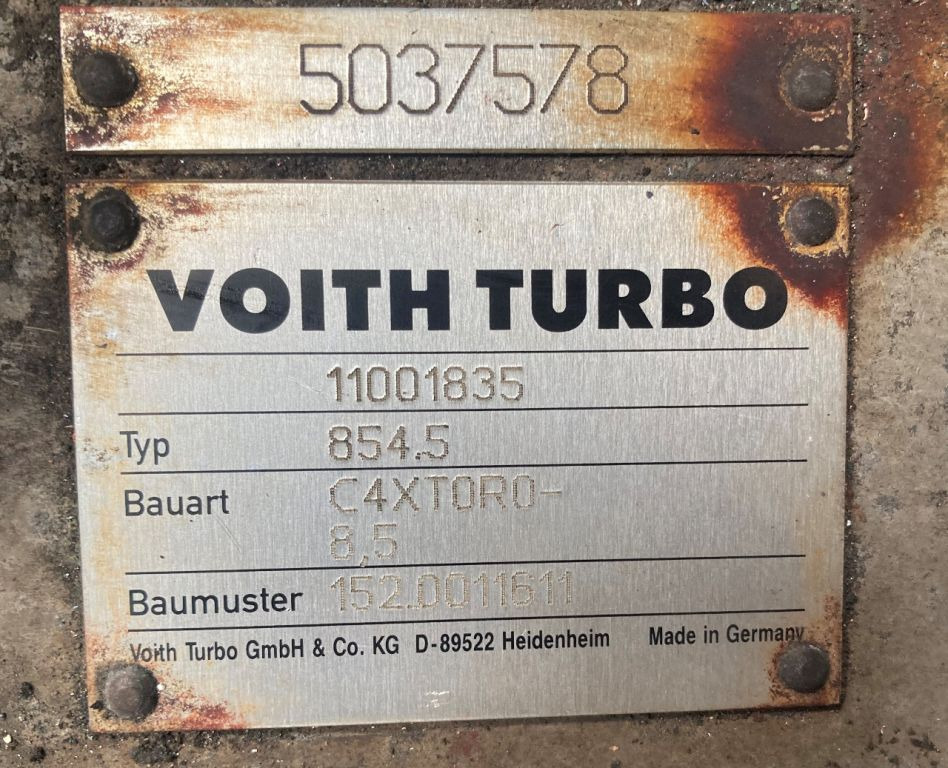 5037578
VOITH TURBO
11001835
Typ 854.5
Bauart C4XTOR0-
8,5
Baumuster 152.0011611
Voith Turbo GmbH & Co. KG D-89522 Heidenheim Made in Germany